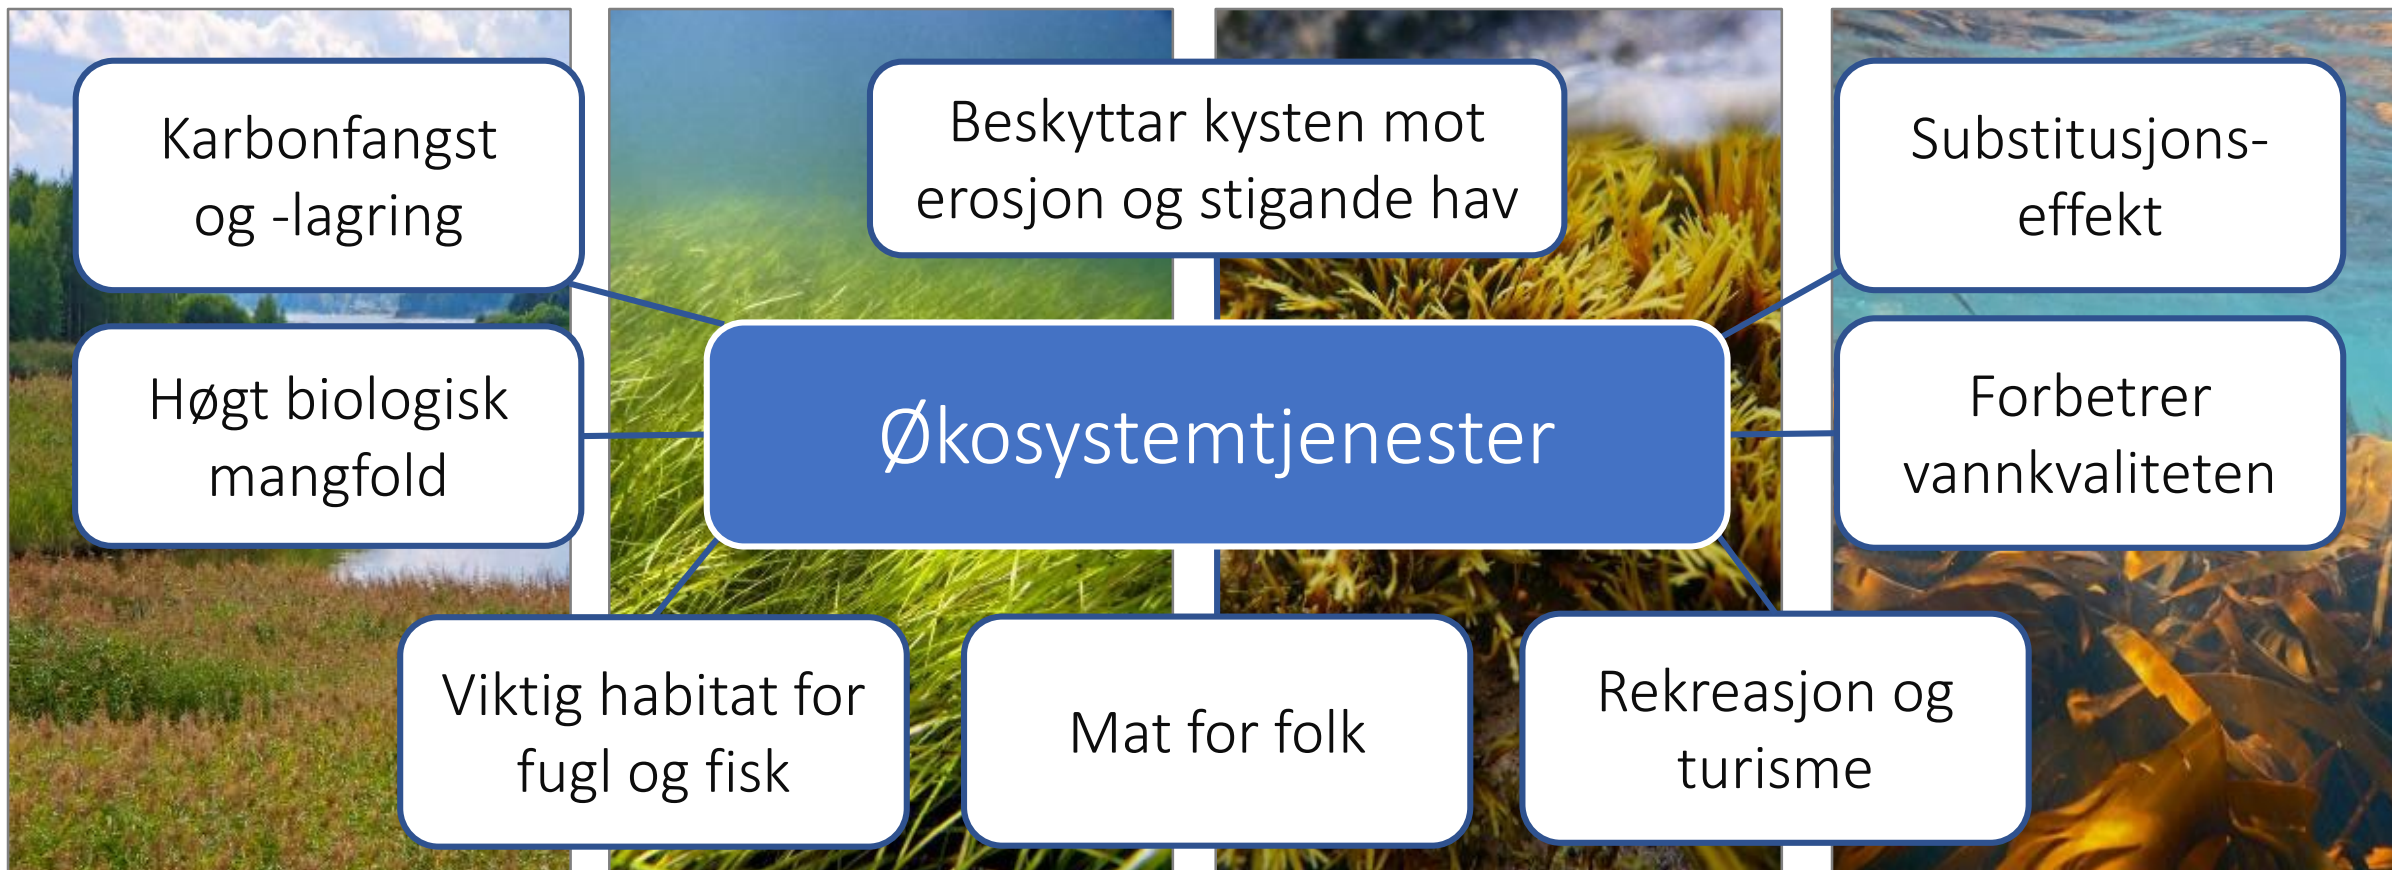 Karbonfangst
og -lagring
Beskyttar kysten mot
erosjon og stigande hav
Substitusjons-
effekt
Høgt biologisk
mangfold
Økosystemtjenester
Forbetrer
vannkvaliteten
Viktig habitat for
fugl og fisk
Mat for folk
Rekreasjon og
turisme